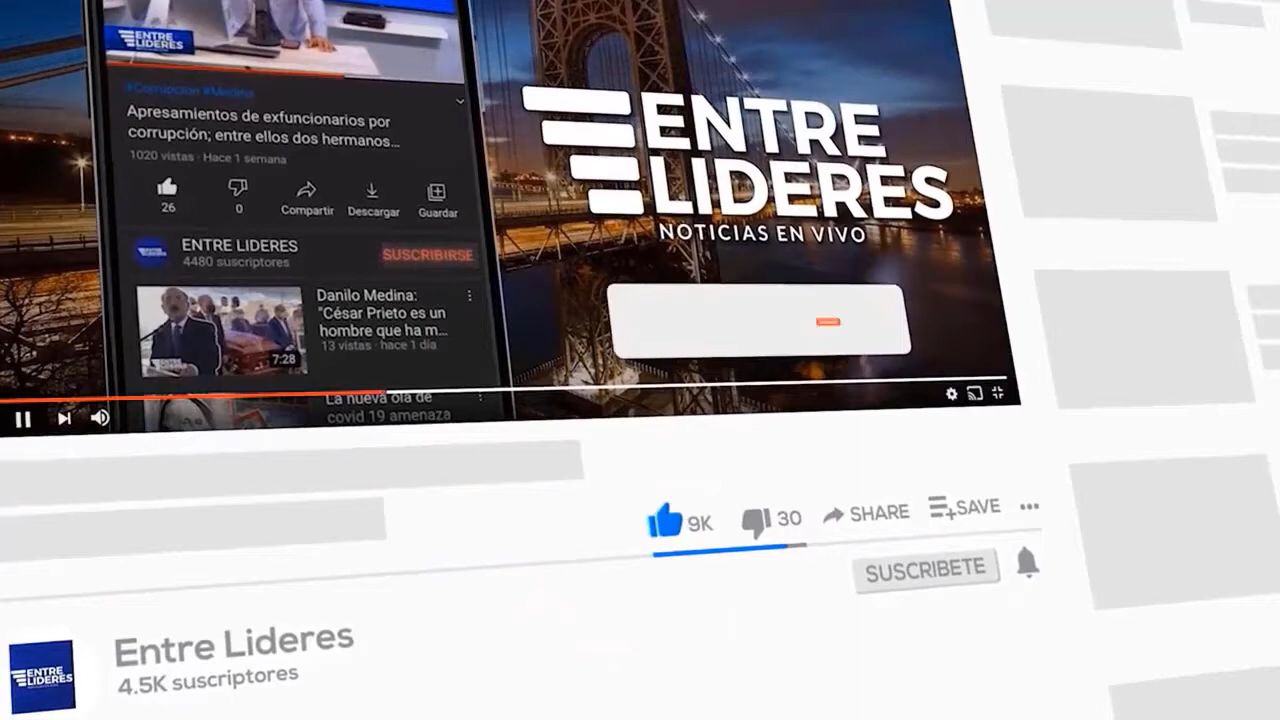 ENTRE
LIDERES
#Corrupcion #Medina
Apresamientos de exfuncionarios por
corrupción; entre ellos dos hermanos...
1020 vistas · Hace 1 semana
26
0
Compartir
Descargar
Guardar
ENTRE LIDERES
4480 suscriptores
SUSCRIBIRSE
Danilo Medina:
"César Prieto es un
hombre que ha m...
13 vistas · hace 1 día
7:28
La nueva ola de
covid 19 amenaza
ENTRE
LIDERES
NOTICIAS EN VIVO
9K
30
SHARE
SAVE
SUSCRIBETE
ENTRE
LIDERES
Entre Lideres
4.5K suscriptores